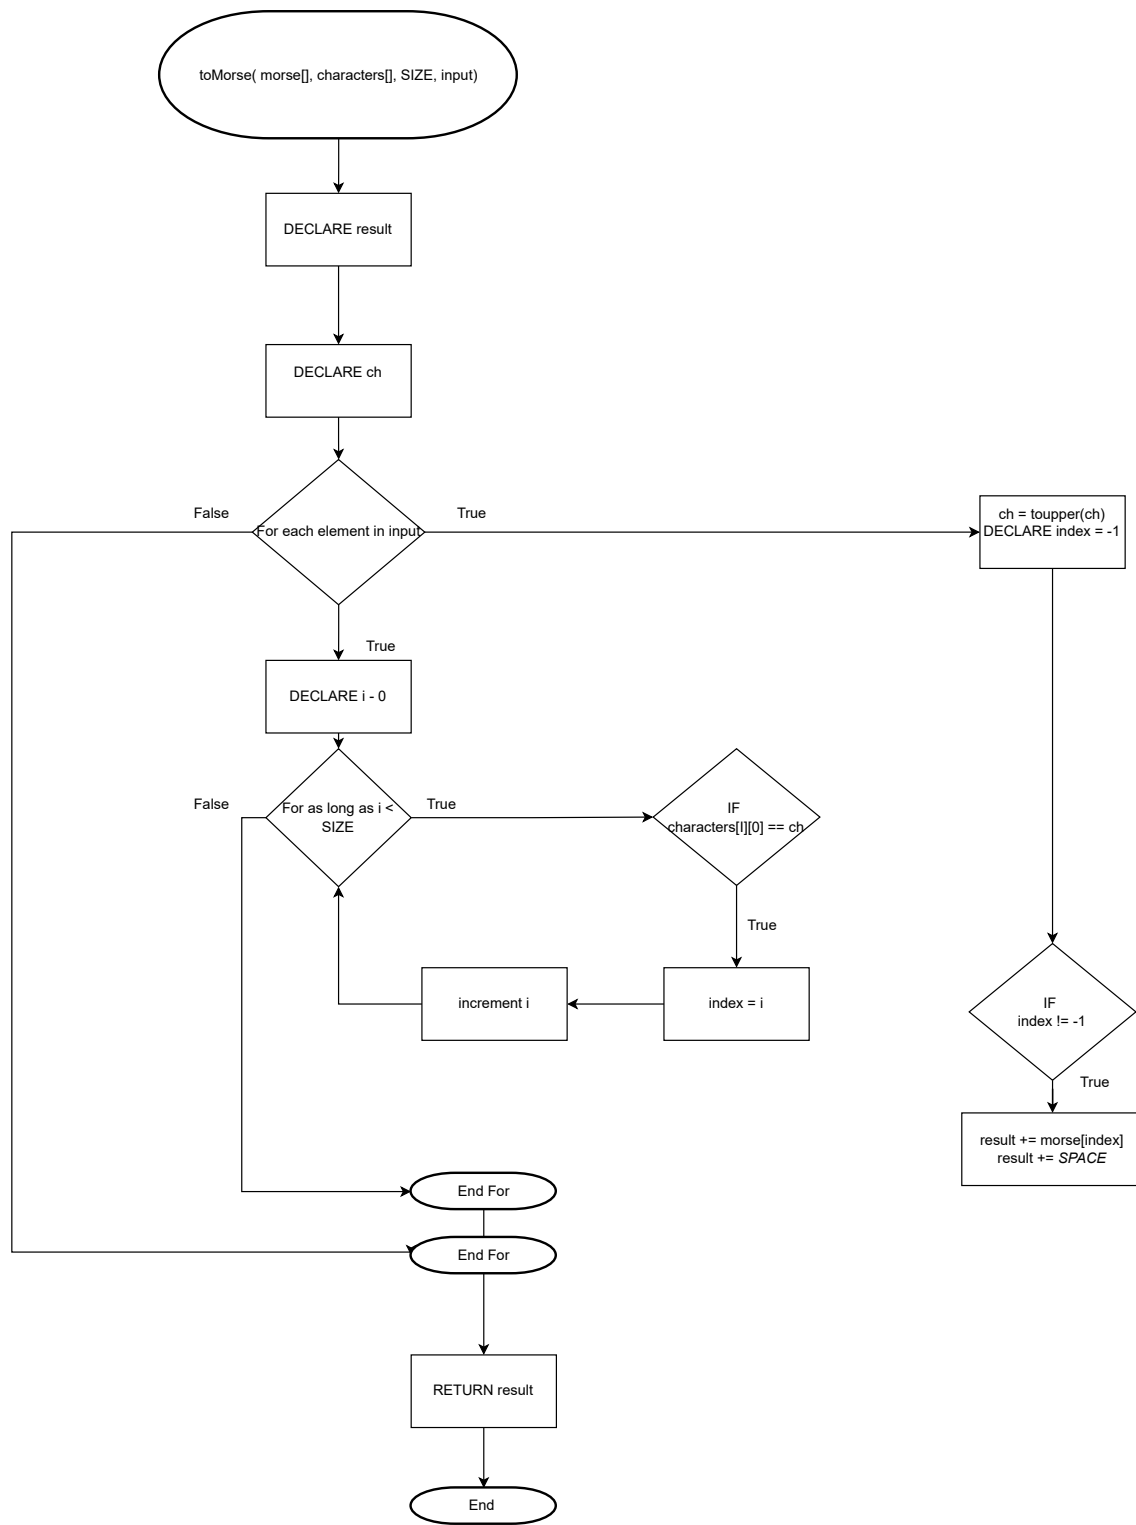 toMorse( morse[], characters[], SIZE, input)
DECLARE result
DECLARE ch
False
For each element in input
True
ch = toupper(ch)
DECLARE index = -1
True
DECLARE i - 0
False
For as long as i <
SIZE
True
IF
characters[I][0] == ch
True
increment i
index = i
IF
index != -1
True
result += morse[index]
result += SPACE
End For
End For
RETURN result
End